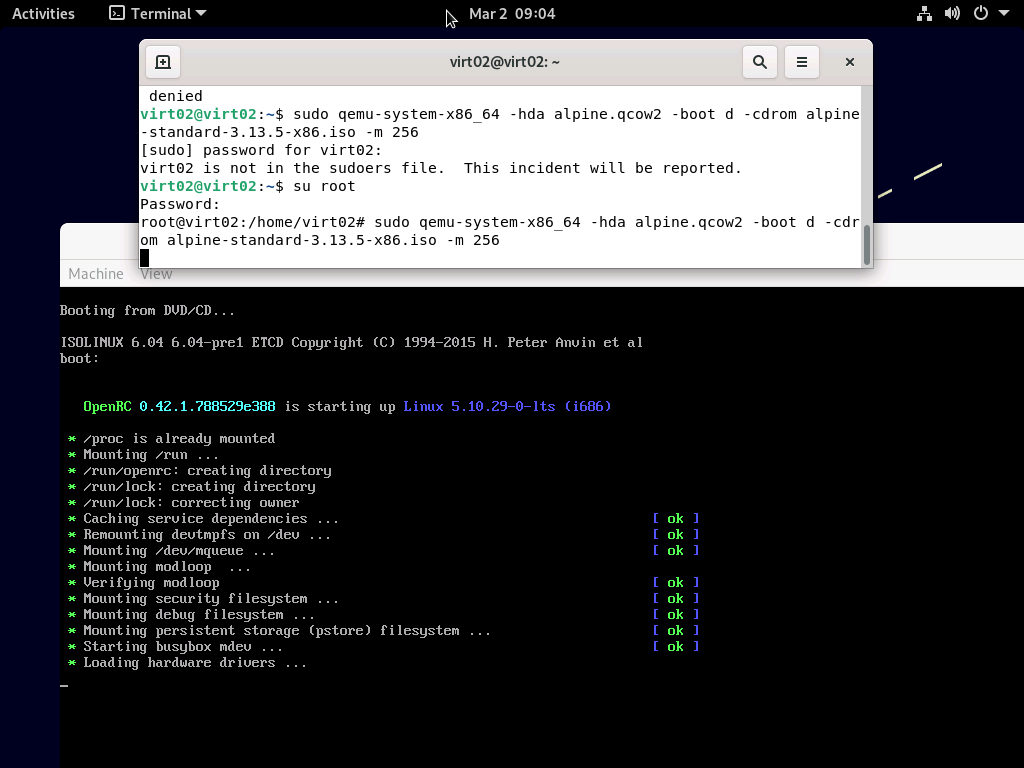 Activities Terminal Mar 2 09:04
virt02@virt02: ~
 denied
virt02@virt02:~$ sudo qemu-system-x86_64 -hda alpine.qcow2 -boot d -cdrom alpine
-standard-3.13.5-x86.iso -m 256
[sudo] password for virt02:
virt02 is not in the sudoers file.  This incident will be reported.
virt02@virt02:~$ su root
Password:
root@virt02:/home/virt02# sudo qemu-system-x86_64 -hda alpine.qcow2 -boot d -cdr
om alpine-standard-3.13.5-x86.iso -m 256
Machine View
Booting from DVD/CD...
ISOLINUX 6.04 6.04-pre1 ETCD Copyright (C) 1994-2015 H. Peter Anvin et al
boot:
OpenRC 0.42.1.788529e388 is starting up Linux 5.10.29-0-lts (i686)
* /proc is already mounted
* Mounting /run ...
* /run/openrc: creating directory
* /run/lock: creating directory
* /run/lock: correcting owner
* Caching service dependencies ... [ ok ]
* Remounting devtmpfs on /dev ... [ ok ]
* Mounting /dev/mqueue ... [ ok ]
* Mounting modloop  ...
* Verifying modloop [ ok ]
* Mounting security filesystem ... [ ok ]
* Mounting debug filesystem ... [ ok ]
* Mounting persistent storage (pstore) filesystem ... [ ok ]
* Starting busybox mdev ... [ ok ]
* Loading hardware drivers ...